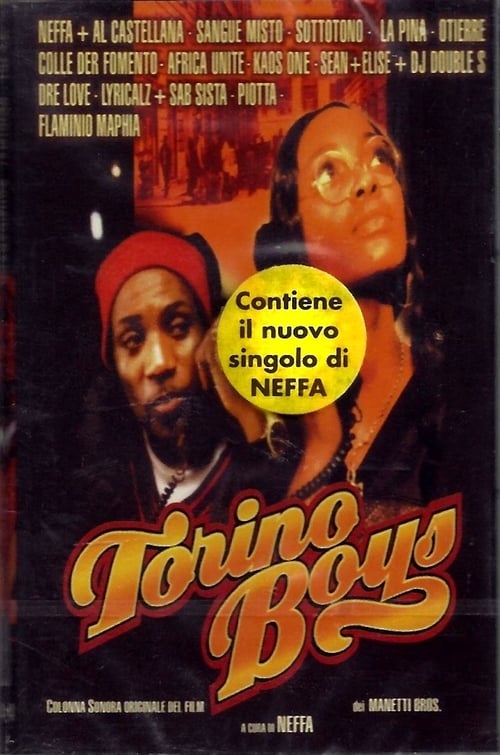 NEFFA + AL CASTELLANA · SANGUE MISTO · SOTTOTONO · LA PINA · OTIERRE
COLLE DER FOMENTO · AFRICA UNITE · KAOS ONE · SEAN + ELISE + DJ DOUBLE S
DRE LOVE · LYRICALZ + SAB SISTA · PIOTTA ·
FLAMINIO MAPHIA
Contiene
il nuovo
singolo di
NEFFA
Torino
Boys
COLONNA SONORA ORIGINALE DEL FILM dei MANETTI BROS.
A CURA DI NEFFA